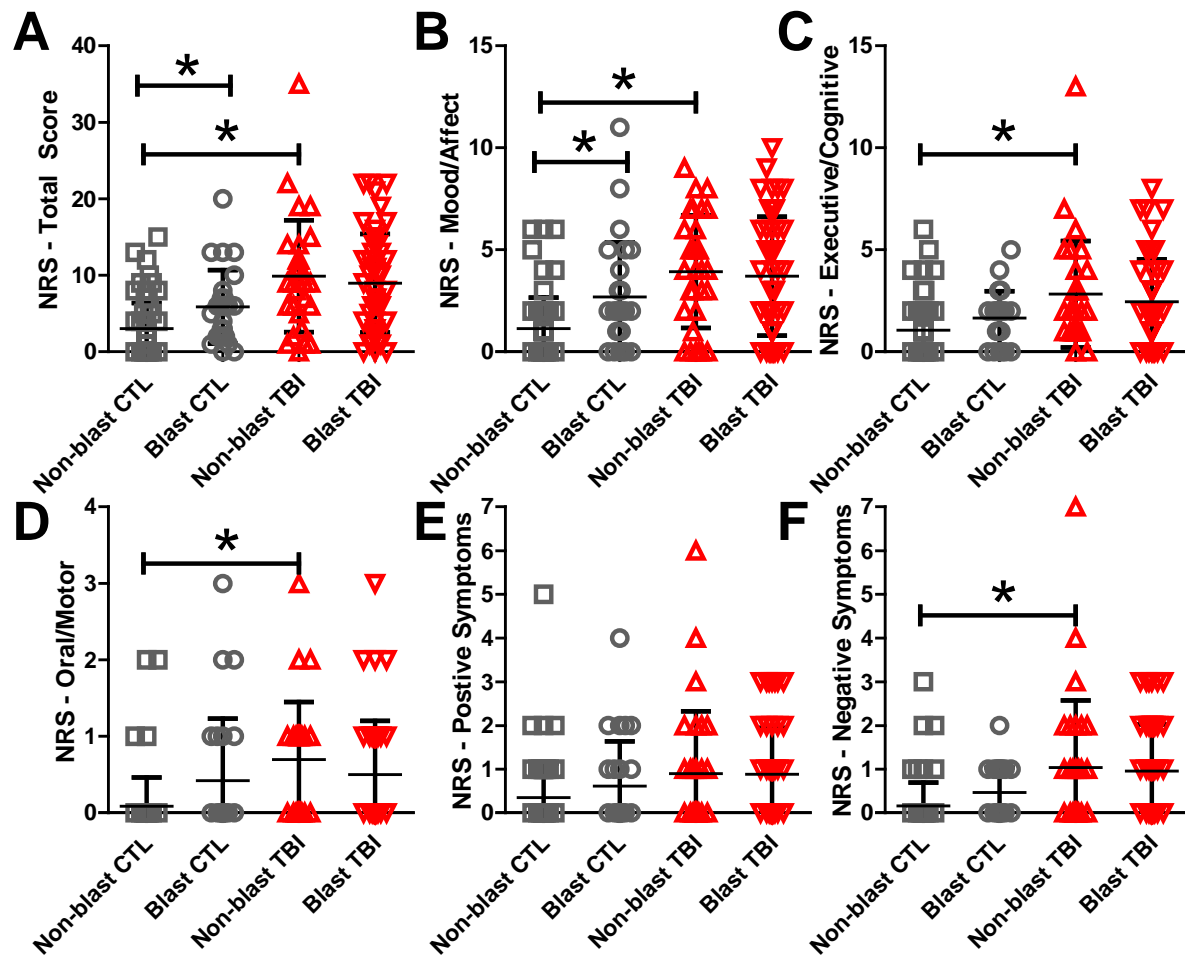 A
NRS - Total Score
40
30
20
10
0
*
*
Non-blast CTL
Blast CTL
Non-blast TBI
Blast TBI
B
NRS - Mood/Affect
15
10
5
0
*
*
Non-blast CTL
Blast CTL
Non-blast TBI
Blast TBI
C
NRS - Executive/Cognitive
15
10
5
0
*
Non-blast CTL
Blast CTL
Non-blast TBI
Blast TBI
D
NRS - Oral/Motor
4
3
2
1
0
*
Non-blast CTL
Blast CTL
Non-blast TBI
Blast TBI
E
NRS - Postive Symptoms
7
6
5
4
3
2
1
0
Non-blast CTL
Blast CTL
Non-blast TBI
Blast TBI
F
NRS - Negative Symptoms
7
6
5
4
3
2
1
0
*
Non-blast CTL
Blast CTL
Non-blast TBI
Blast TBI